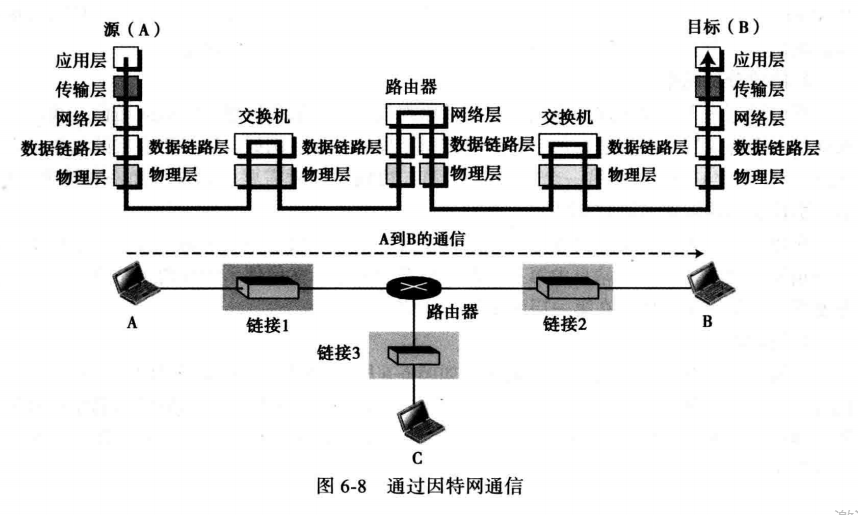 源（A）
目标（B）
应用层
应用层
传输层
路由器
传输层
网络层
交换机
网络层
交换机
网络层
数据链路层
数据链路层
数据链路层
数据链路层
数据链路层
数据链路层
物理层
物理层
物理层
物理层
物理层
物理层
A到B的通信
A
链接1
路由器
链接2
B
链接3
C
图 6-8 通过因特网通信